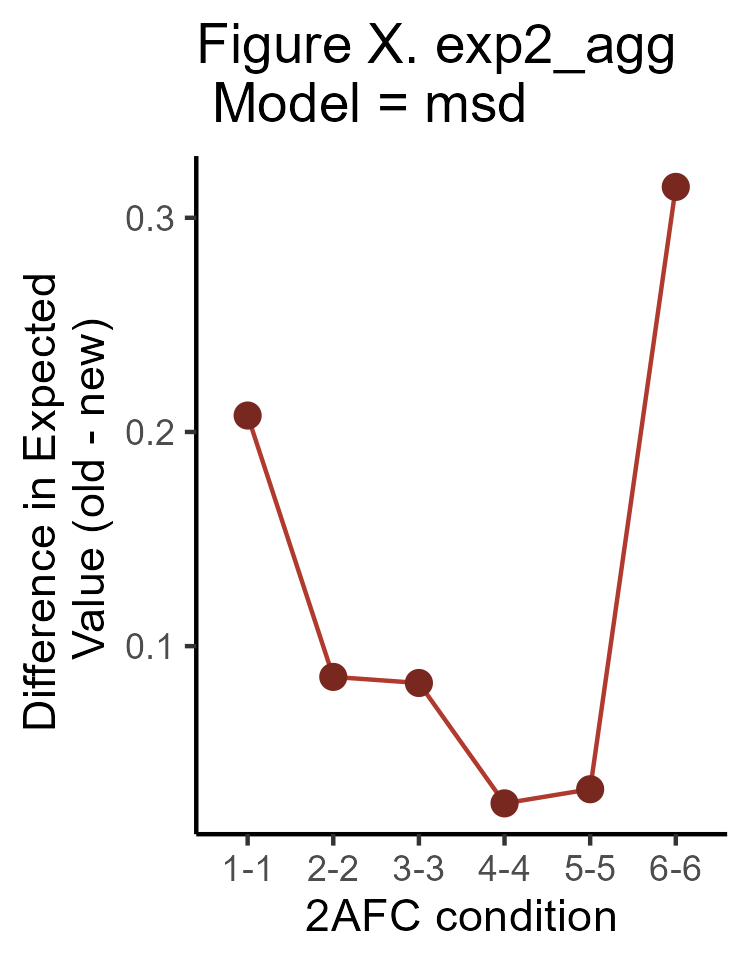 Figure X. exp2_agg
Model = msd
Difference in Expected
Value (old - new)
0.3
0.2
0.1
1-1 2-2 3-3 4-4 5-5 6-6
2AFC condition